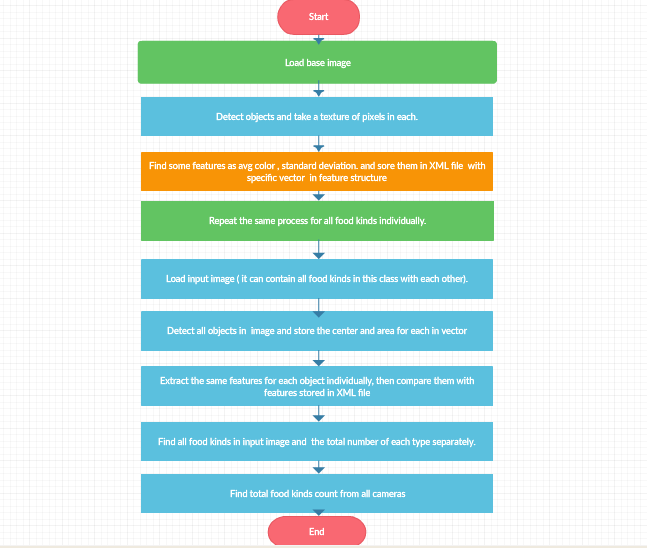 Start
Load base image
Detect objects and take a texture of pixels in each.
Find some features as avg color , standard deviation. and sore them in XML file with
specific vector in feature structure
Repeat the same process for all food kinds individually.
Load input image ( it can contain all food kinds in this class with each other).
Detect all objects in image and store the center and area for each in vector
Extract the same features for each object individually, then compare them with
features stored in XML file
Find all food kinds in input image and the total number of each type separately.
Find total food kinds count from all cameras
End